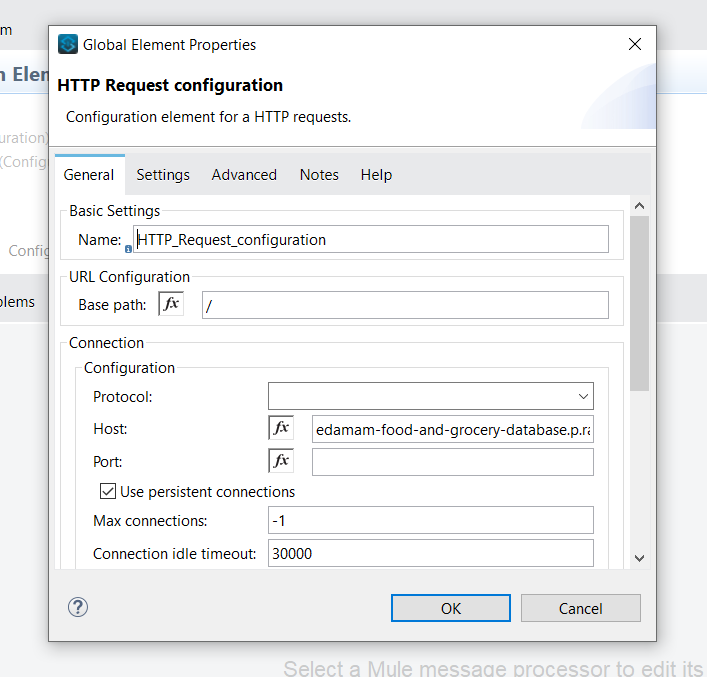 m
Global Element Properties
n Elen
HTTP Request configuration
Configuration element for a HTTP requests.
uration)
(Config
General Settings Advanced Notes Help
Basic Settings
Name: HTTP_Request_configuration
Config
URL Configuration
Base path: fx /
blems
Connection
Configuration
Protocol:
Host: fx edamam-food-and-grocery-database.p.ra
Port: fx
Use persistent connections
Max connections: -1
Connection idle timeout: 30000
? OK Cancel
Select a Mule message processor to edit its